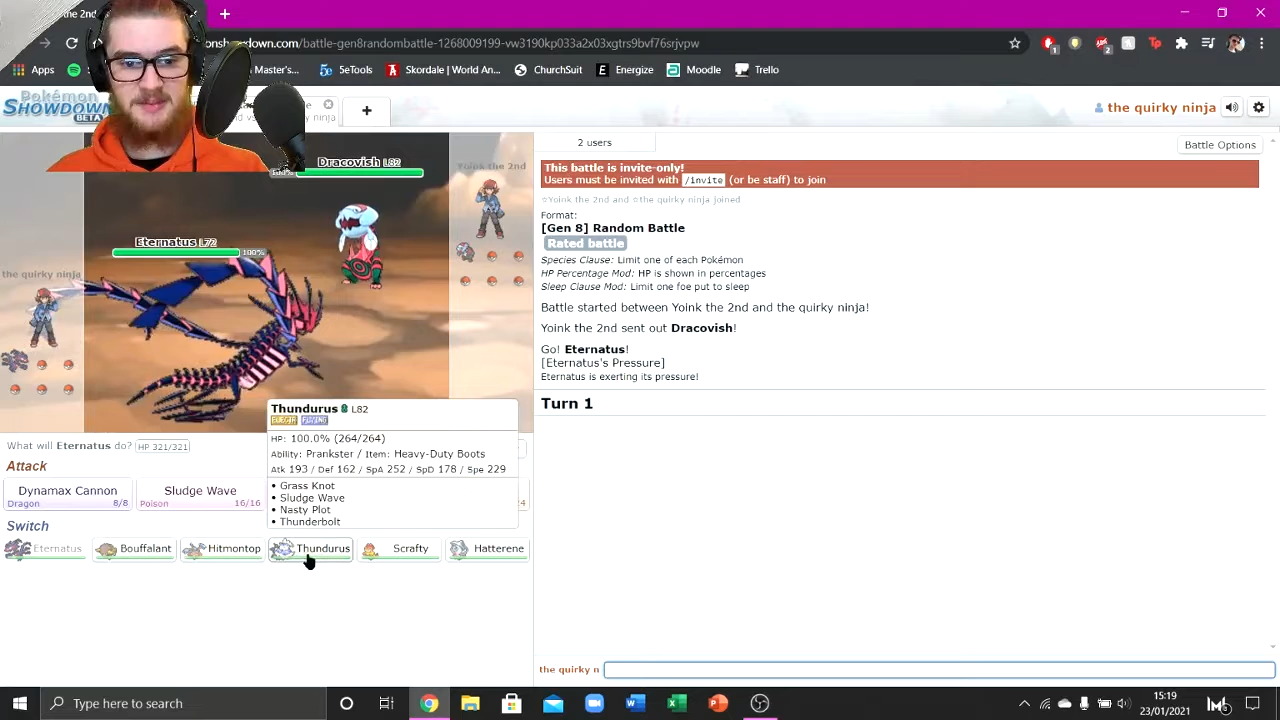 the 2nd
onshowdown.com/battle-gen8randombattle-1268009199-vw3190kp033a2x03xgtrs9bvf76srjvpw
Apps
Master's...
5eTools
Skordale | World An...
ChurchSuit
Energize
Moodle
Trello
Pokémon
SHOWDOWN
BETA
nd vs
ninja
+
the quirky ninja
2 users
Battle Options
This battle is invite-only!
Users must be invited with /invite (or be staff) to join
☆Yoink the 2nd and ☆the quirky ninja joined
Format:
[Gen 8] Random Battle
Rated battle
Species Clause: Limit one of each Pokémon
HP Percentage Mod: HP is shown in percentages
Sleep Clause Mod: Limit one foe put to sleep
Battle started between Yoink the 2nd and the quirky ninja!
Yoink the 2nd sent out Dracovish!
Go! Eternatus!
[Eternatus's Pressure]
Eternatus is exerting its pressure!
Turn 1
Dracovish L82
100%
Yoink the 2nd
Eternatus L72
100%
the quirky ninja
Thundurus L82
FLYING
HP: 100.0% (264/264)
Ability: Prankster / Item: Heavy-Duty Boots
Atk 193 / Def 162 / SpA 252 / SpD 178 / Spe 229
• Grass Knot
• Sludge Wave
• Nasty Plot
• Thunderbolt
What will Eternatus do? HP 321/321
Attack
Dynamax Cannon
Dragon 8/8
Sludge Wave
Poison 16/16
24
Switch
Eternatus
Bouffalant
Hitmontop
Thundurus
Scrafty
Hatterene
the quirky n
Type here to search
15:19
23/01/2021